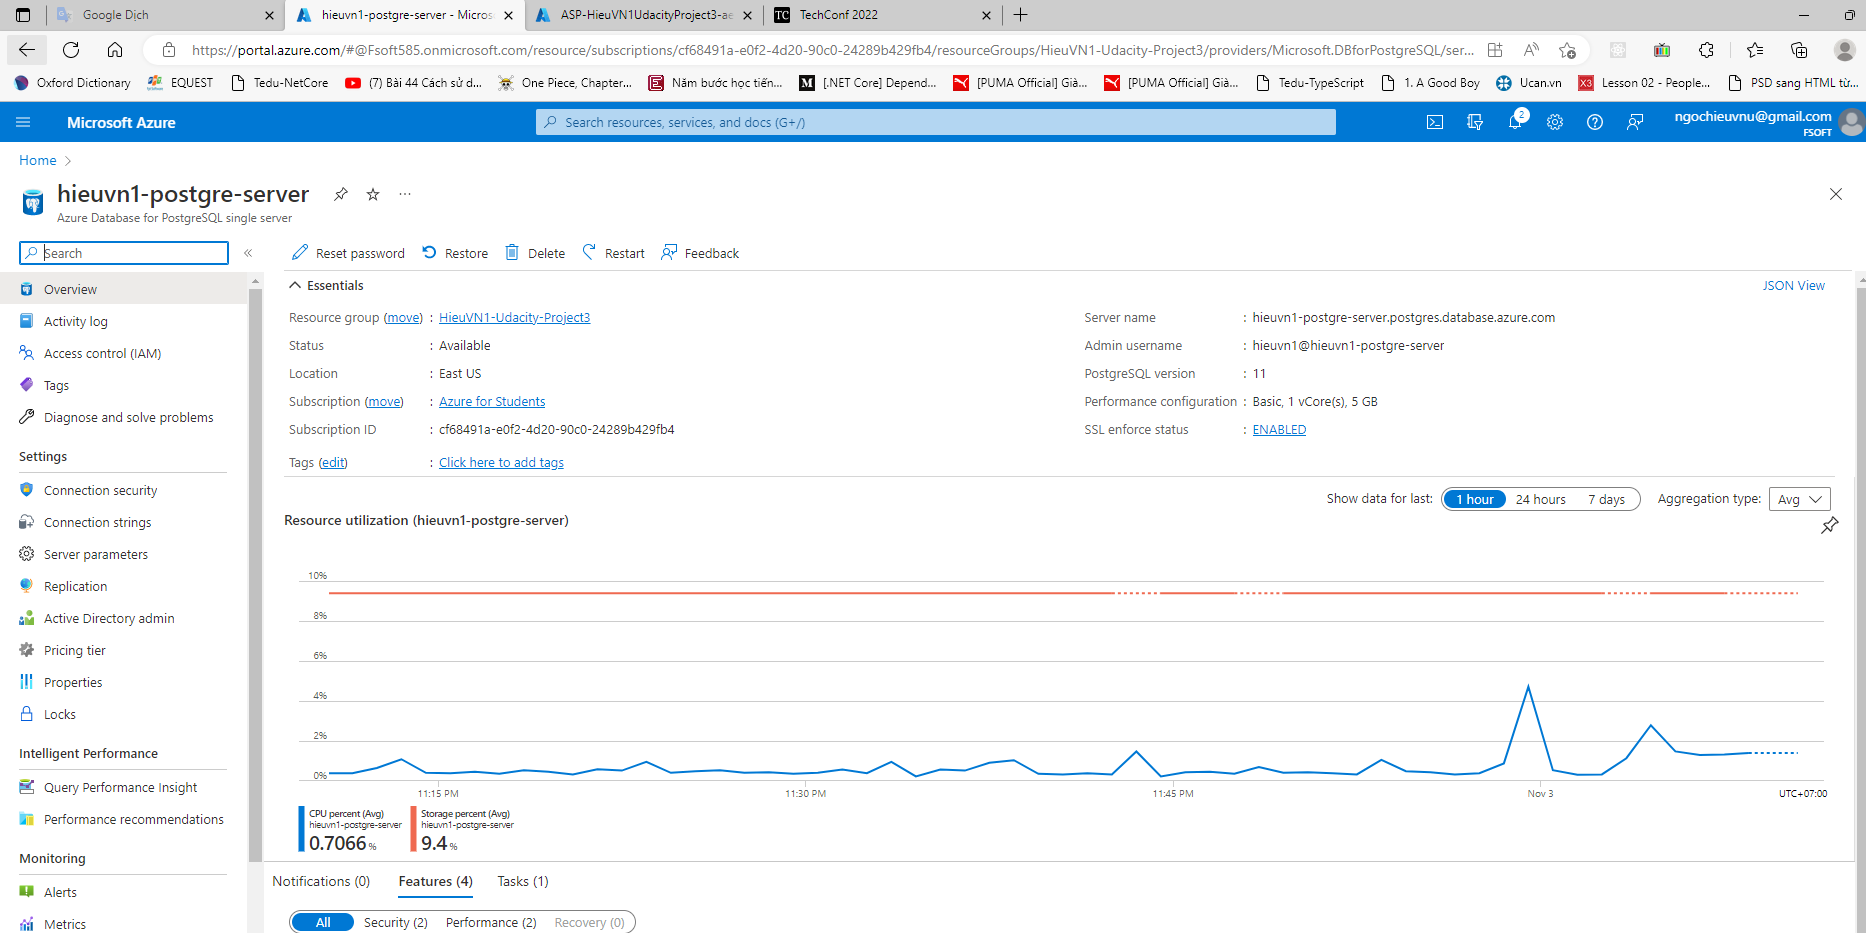 Google Dịch
hieuvn1-postgre-server - Micros
ASP-HieuVN1UdacityProject3-ae
TC TechConf 2022
https://portal.azure.com/#@Fsoft585.onmicrosoft.com/resource/subscriptions/cf68491a-e0f2-4d20-90c0-24289b429fb4/resourceGroups/HieuVN1-Udacity-Project3/providers/Microsoft.DBforPostgreSQL/ser...
Oxford Dictionary
EQUEST
Tedu-NetCore
(7) Bài 44 Cách sử d...
One Piece, Chapter...
Năm bước học tiến...
[.NET Core] Depend...
[PUMA Official] Già...
[PUMA Official] Già...
Tedu-TypeScript
1. A Good Boy
Ucan.vn
X3 Lesson 02 - People...
PSD sang HTML từ...
Microsoft Azure
Search resources, services, and docs (G+/)
2
ngochieuvnu@gmail.com
FSOFT
Home
hieuvn1-postgre-server
Azure Database for PostgreSQL single server
Search
Reset password
Restore
Delete
Restart
Feedback
Overview
Activity log
Access control (IAM)
Tags
Diagnose and solve problems
Settings
Connection security
Connection strings
Server parameters
Replication
Active Directory admin
Pricing tier
Properties
Locks
Intelligent Performance
Query Performance Insight
Performance recommendations
Monitoring
Alerts
Metrics
Essentials
JSON View
Resource group (move) : HieuVN1-Udacity-Project3
Status : Available
Location : East US
Subscription (move) : Azure for Students
Subscription ID : cf68491a-e0f2-4d20-90c0-24289b429fb4
Tags (edit) : Click here to add tags
Server name : hieuvn1-postgre-server.postgres.database.azure.com
Admin username : hieuvn1@hieuvn1-postgre-server
PostgreSQL version : 11
Performance configuration : Basic, 1 vCore(s), 5 GB
SSL enforce status : ENABLED
Show data for last: 1 hour 24 hours 7 days Aggregation type: Avg
Resource utilization (hieuvn1-postgre-server)
10%
8%
6%
4%
2%
0%
11:15 PM 11:30 PM 11:45 PM Nov 3 UTC+07:00
CPU percent (Avg)
hieuvn1-postgre-server
0.7066 %
Storage percent (Avg)
hieuvn1-postgre-server
9.4 %
Notifications (0) Features (4) Tasks (1)
All Security (2) Performance (2) Recovery (0)